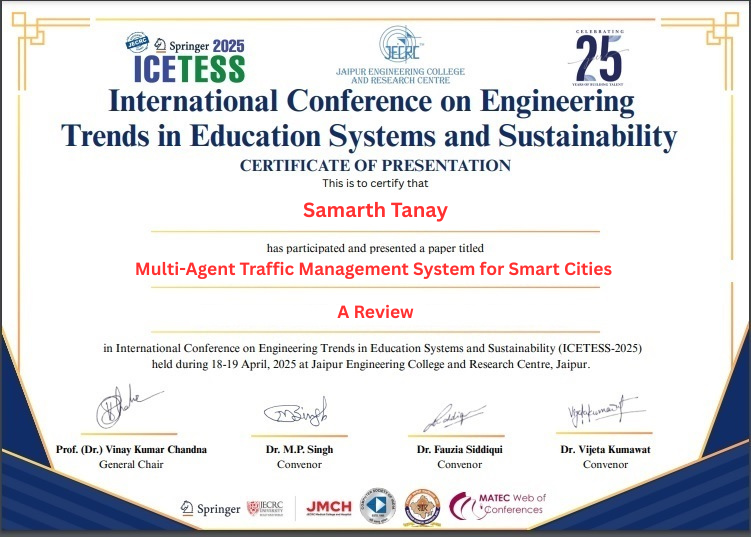 JECRC
Springer 2025
ICETESS
JECRC
JAIPUR ENGINEERING COLLEGE
AND RESEARCH CENTRE
CELEBRATING
25
YEARS OF BUILDING TALENT
International Conference on Engineering
Trends in Education Systems and Sustainability
CERTIFICATE OF PRESENTATION
This is to certify that
Samarth Tanay
has participated and presented a paper titled
Multi-Agent Traffic Management System for Smart Cities
A Review
in International Conference on Engineering Trends in Education Systems and Sustainability (ICETESS-2025)
held during 18-19 April, 2025 at Jaipur Engineering College and Research Centre, Jaipur.
Prof. (Dr.) Vinay Kumar Chandna
General Chair
Dr. M.P. Singh
Convenor
Dr. Fauzia Siddiqui
Convenor
Dr. Vijeta Kumawat
Convenor
Springer
JECRC
UNIVERSITY
JMCH
JECRC Medical College and Hospital
MATEC Web of
Conferences